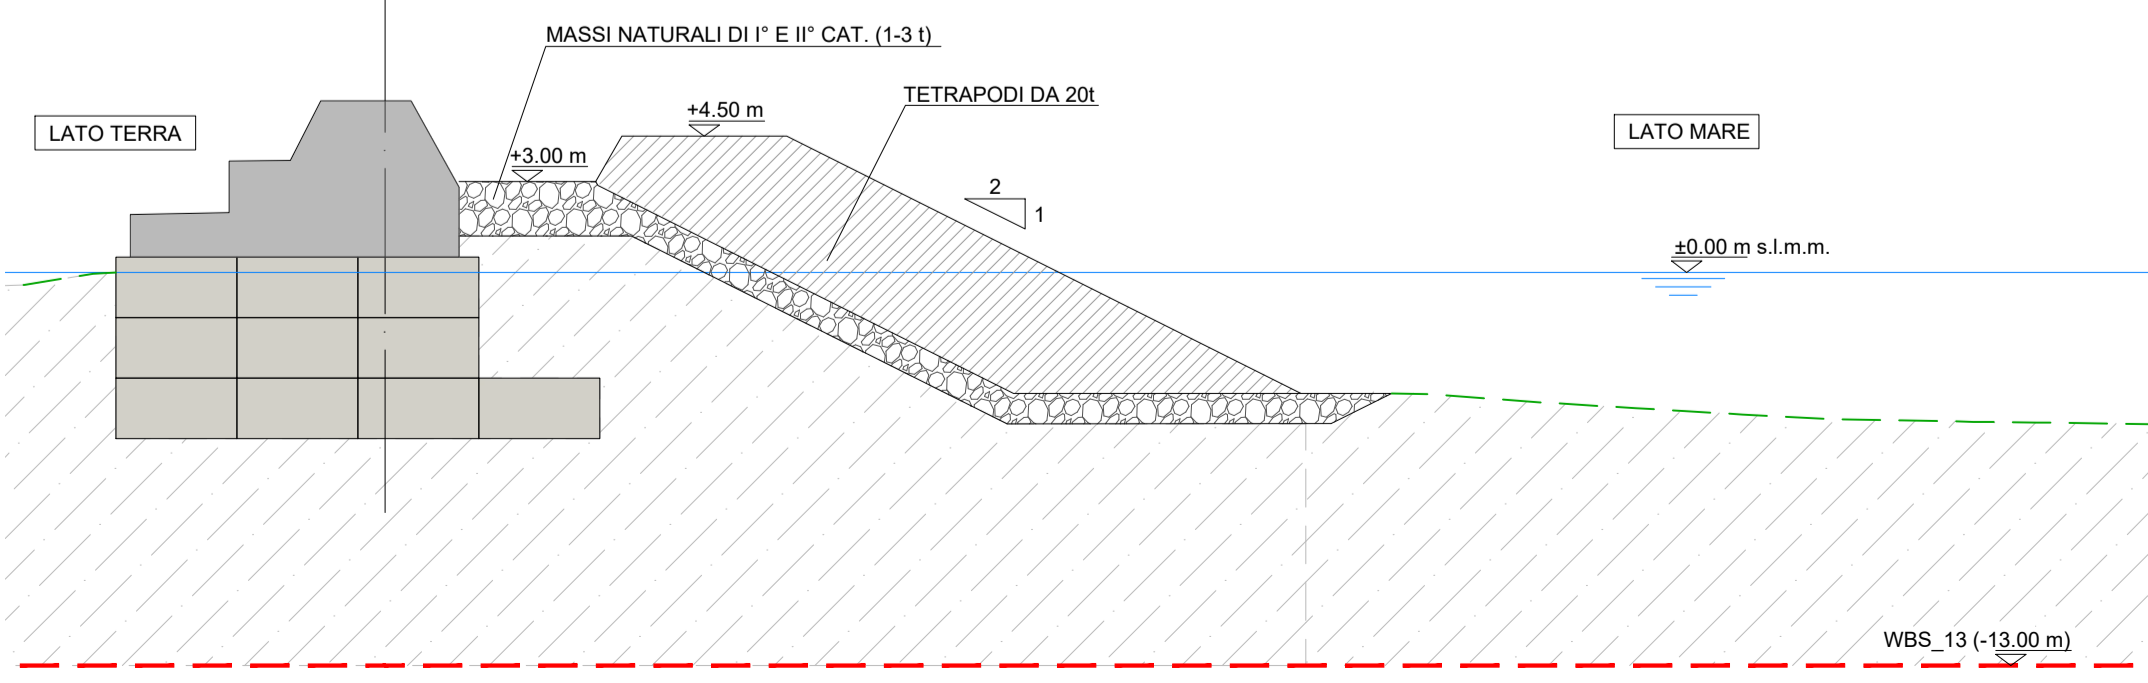 MASSI NATURALI DI I° E II° CAT. (1-3 t)
TETRAPODI DA 20t
+4.50 m
LATO TERRA
LATO MARE
+3.00 m
2
1
±0.00 m s.l.m.m.
WBS_13 (-13.00 m)